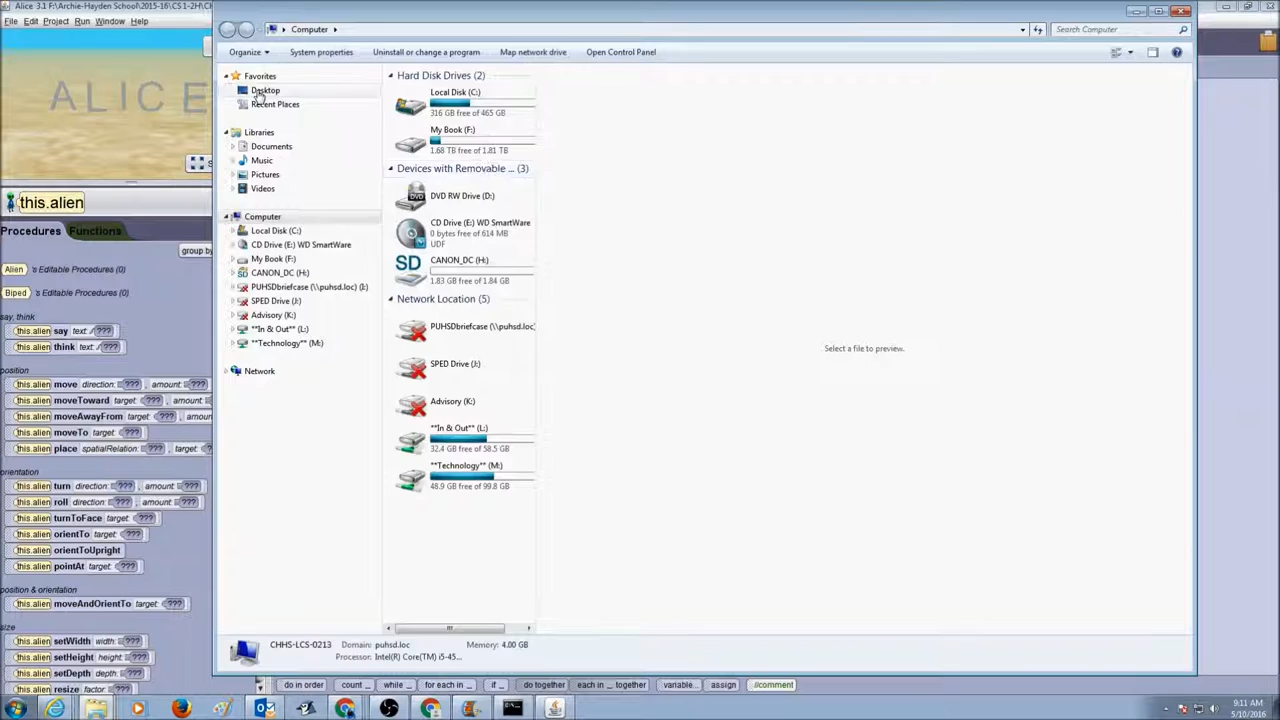 Alice 3.1 F:\Archie-Hayden School\2015-16\CS 1-2H\C
File Edit Project Run Window Help
ALICE
this.alien
Procedures Functions
group by
Alien 's Editable Procedures (0)
Biped 's Editable Procedures (0)
say, think
this.alien say text: ???
this.alien think text: ???
position
this.alien move direction: ??? , amount: ???
this.alien moveToward target: ??? , amount:
this.alien moveAwayFrom target: ??? , amoun
this.alien moveTo target: ???
this.alien place spatialRelation: ??? , target:
orientation
this.alien turn direction: ??? , amount: ???
this.alien roll direction: ??? , amount: ???
this.alien turnToFace target: ???
this.alien orientTo target: ???
this.alien orientToUpright
this.alien pointAt target: ???
position & orientation
this.alien moveAndOrientTo target: ???
size
this.alien setWidth width: ???
this.alien setHeight height: ???
this.alien setDepth depth: ???
this.alien resize factor: ???
Computer
Search Computer
Organize System properties Uninstall or change a program Map network drive Open Control Panel
Favorites
Desktop
Recent Places
Libraries
Documents
Music
Pictures
Videos
Computer
Local Disk (C:)
CD Drive (E:) WD SmartWare
My Book (F:)
CANON_DC (H:)
PUHSDbriefcase (\\puhsd.loc) (I:)
SPED Drive (J:)
Advisory (K:)
**In & Out** (L:)
**Technology** (M:)
Network
Hard Disk Drives (2)
Local Disk (C:)
316 GB free of 465 GB
My Book (F:)
1.68 TB free of 1.81 TB
Devices with Removable ... (3)
DVD RW Drive (D:)
CD Drive (E:) WD SmartWare
0 bytes free of 614 MB
UDF
SD CANON_DC (H:)
1.83 GB free of 1.84 GB
Network Location (5)
PUHSDbriefcase (\\puhsd.loc)
SPED Drive (J:)
Advisory (K:)
**In & Out** (L:)
32.4 GB free of 58.5 GB
**Technology** (M:)
48.9 GB free of 99.8 GB
Select a file to preview.
CHHS-LCS-0213 Domain: puhsd.loc Memory: 4.00 GB
Processor: Intel(R) Core(TM) i5-45...
do in order count _ while _ for each in _ if _ do together each in _ together variable... assign //comment
9:11 AM
5/10/2016